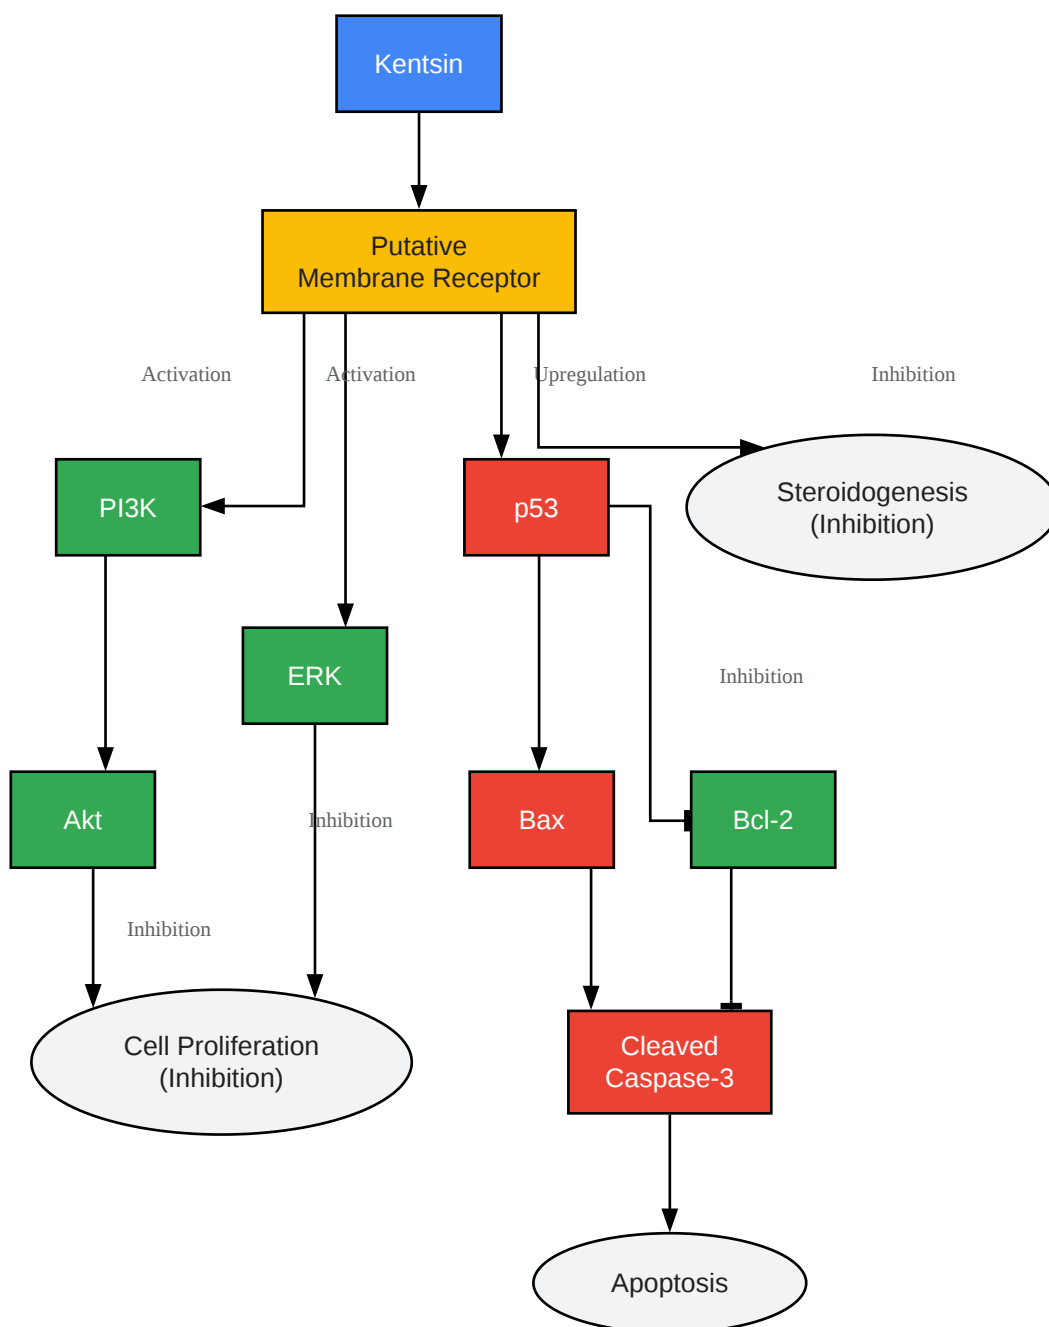 Kentsin
Putative
Membrane Receptor
Activation
Activation
Upregulation
Inhibition
PI3K
p53
Steroidogenesis
(Inhibition)
ERK
Inhibition
Akt
Inhibition
Bax
Bcl-2
Inhibition
Cell Proliferation
(Inhibition)
Cleaved
Caspase-3
Apoptosis